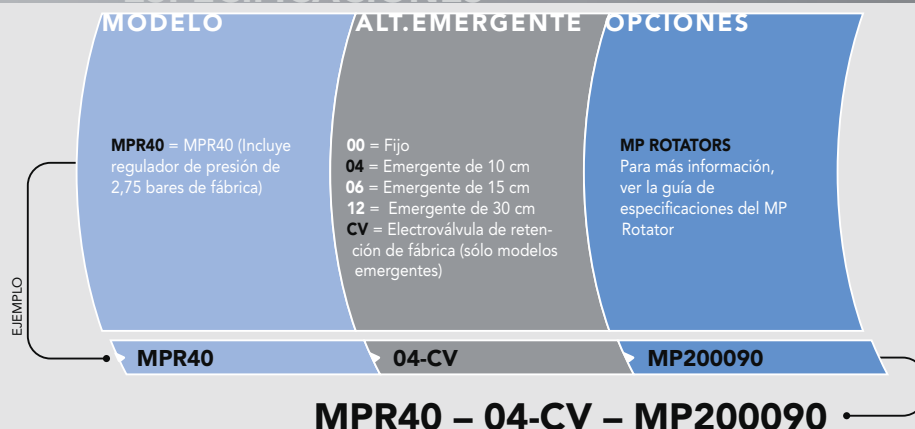 ESPECIFICACIONES
MODELO
ALT.EMERGENTE
OPCIONES
MPR40 = MPR40 (Incluye
regulador de presión de
2,75 bares de fábrica)
00 = Fijo
04 = Emergente de 10 cm
06 = Emergente de 15 cm
12 = Emergente de 30 cm
CV = Electroválvula de reten-
ción de fábrica (sólo modelos
emergentes)
MP ROTATORS
Para más información,
ver la guía de
especificaciones del MP
Rotator
EJEMPLO
MPR40
04-CV
MP200090
MPR40 – 04-CV – MP200090